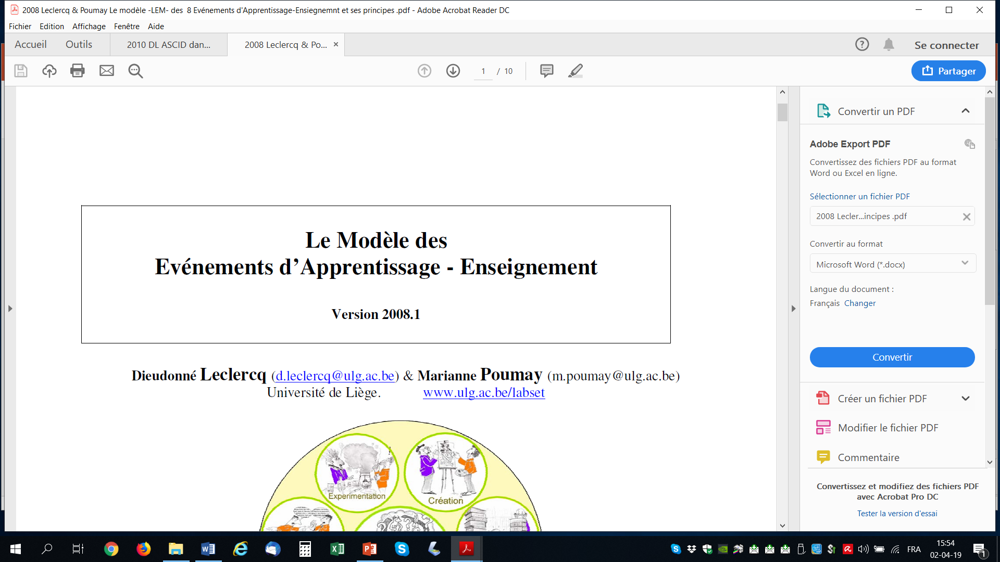 2008 Leclercq & Poumay Le modèle -LEM- des 8 Evénements d'Apprentissage-Ensiegnemnt et ses principes .pdf - Adobe Acrobat Reader DC
Fichier Edition Affichage Fenêtre Aide
Accueil Outils 2010 DL ASCID dan... 2008 Leclercq & Po... Se connecter
1 / 10 Partager
Convertir un PDF
Adobe Export PDF
Convertissez des fichiers PDF au format
Word ou Excel en ligne.
Sélectionner un fichier PDF
2008 Lecler...incipes .pdf
Convertir au format
Microsoft Word (*.docx)
Langue du document :
Français Changer
Convertir
Créer un fichier PDF
Modifier le fichier PDF
Commentaire
Convertissez et modifiez des fichiers PDF
avec Acrobat Pro DC
Tester la version d'essai
Le Modèle des
Evénements d’Apprentissage - Enseignement
Version 2008.1
Dieudonné Leclercq (d.leclercq@ulg.ac.be) & Marianne Poumay (m.poumay@ulg.ac.be)
Université de Liège. www.ulg.ac.be/labset
Experimentation
Création
FRA
15:54
02-04-19
1